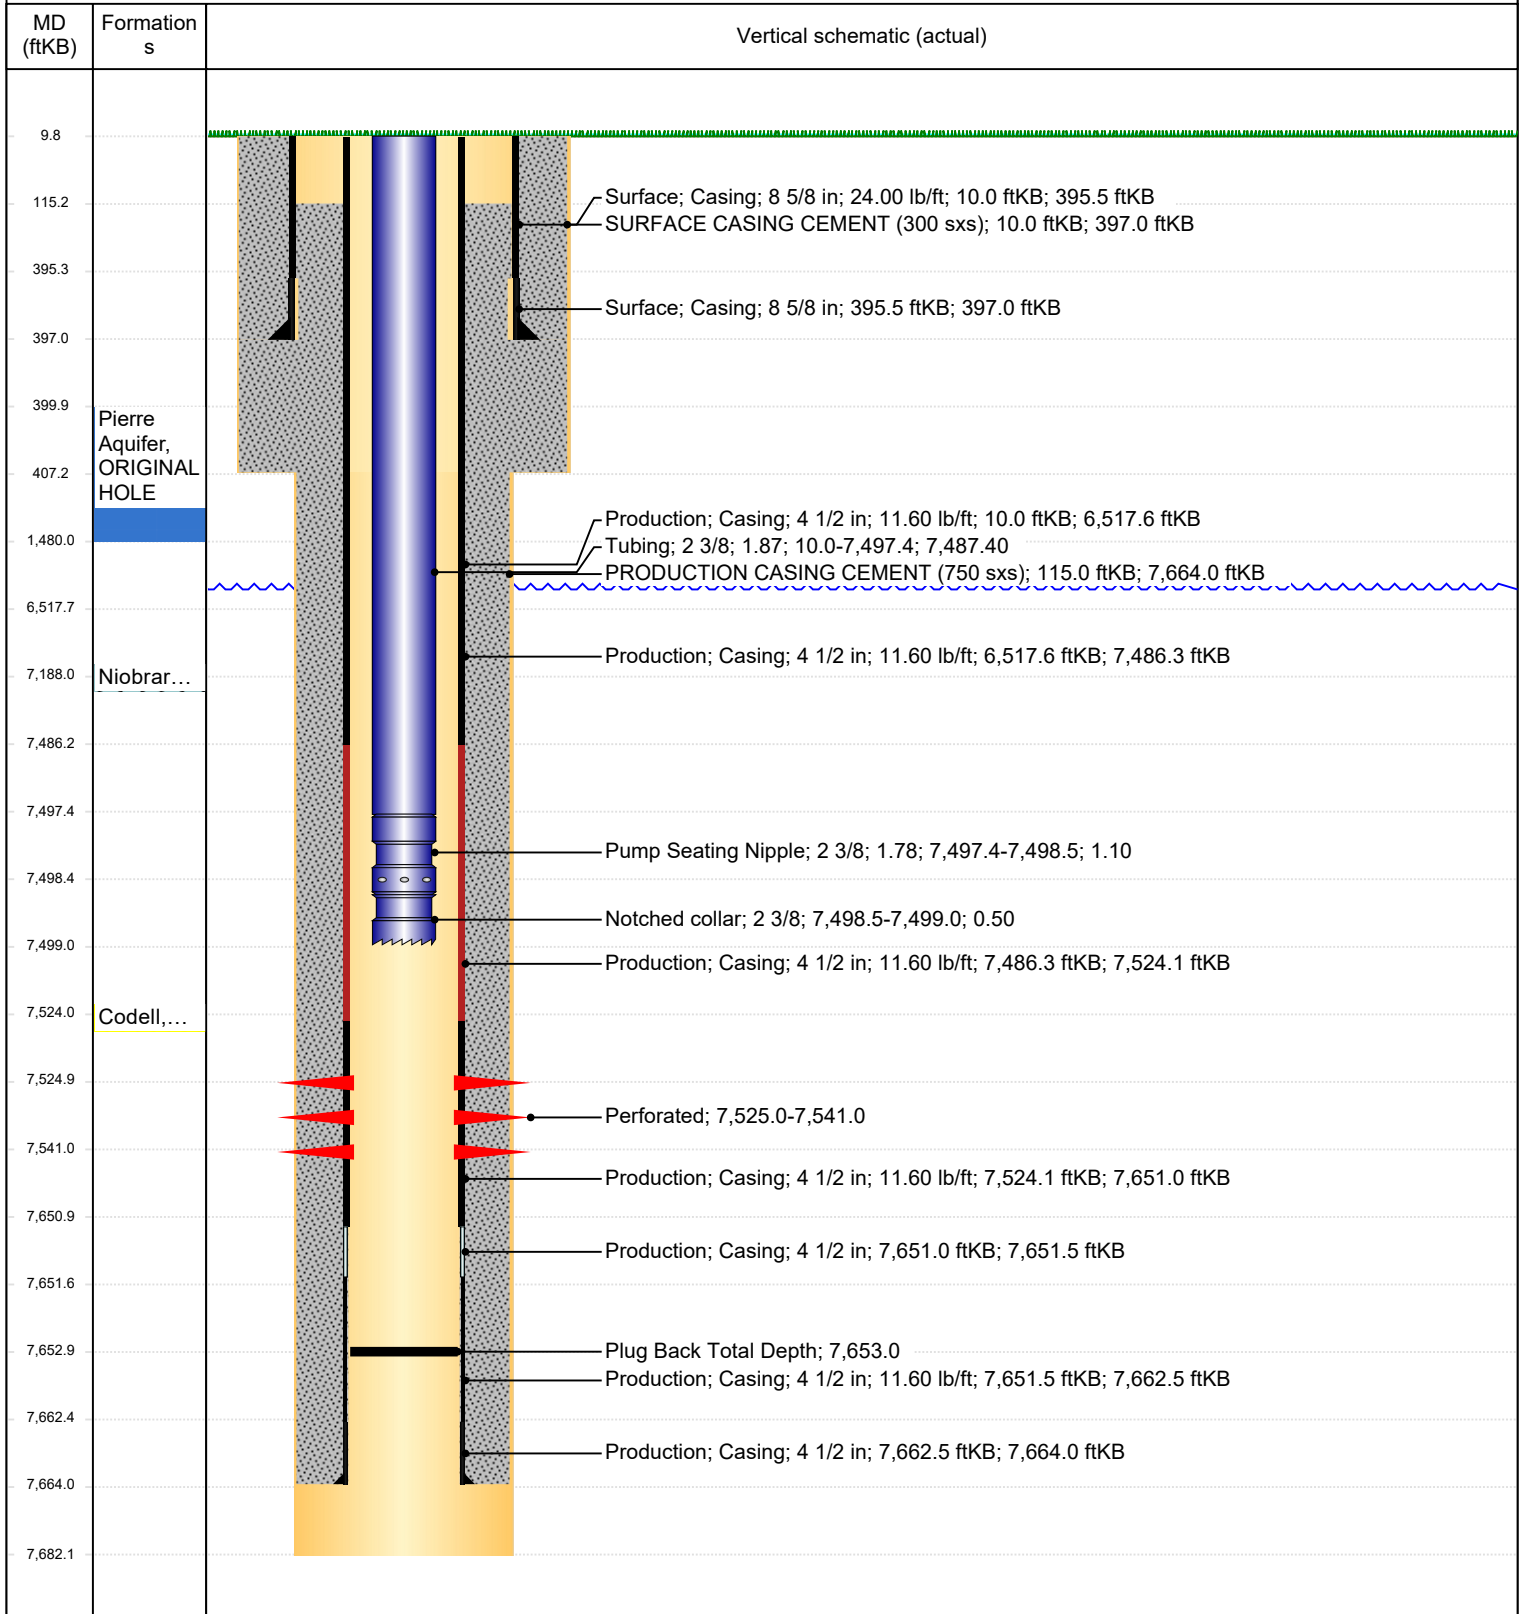 MD
(ftKB)
Formation
s
Vertical schematic (actual)
9.8
115.2
Surface; Casing; 8 5/8 in; 24.00 lb/ft; 10.0 ftKB; 395.5 ftKB
SURFACE CASING CEMENT (300 sxs); 10.0 ftKB; 397.0 ftKB
395.3
Surface; Casing; 8 5/8 in; 395.5 ftKB; 397.0 ftKB
397.0
399.9
Pierre
Aquifer,
ORIGINAL
HOLE
407.2
Production; Casing; 4 1/2 in; 11.60 lb/ft; 10.0 ftKB; 6,517.6 ftKB
1,480.0
Tubing; 2 3/8; 1.87; 10.0-7,497.4; 7,487.40
PRODUCTION CASING CEMENT (750 sxs); 115.0 ftKB; 7,664.0 ftKB
6,517.7
Production; Casing; 4 1/2 in; 11.60 lb/ft; 6,517.6 ftKB; 7,486.3 ftKB
7,188.0
Niobrar…
7,486.2
7,497.4
Pump Seating Nipple; 2 3/8; 1.78; 7,497.4-7,498.5; 1.10
7,498.4
Notched collar; 2 3/8; 7,498.5-7,499.0; 0.50
7,499.0
Production; Casing; 4 1/2 in; 11.60 lb/ft; 7,486.3 ftKB; 7,524.1 ftKB
7,524.0
Codell,…
7,524.9
Perforated; 7,525.0-7,541.0
7,541.0
Production; Casing; 4 1/2 in; 11.60 lb/ft; 7,524.1 ftKB; 7,651.0 ftKB
7,650.9
Production; Casing; 4 1/2 in; 7,651.0 ftKB; 7,651.5 ftKB
7,651.6
7,652.9
Plug Back Total Depth; 7,653.0
Production; Casing; 4 1/2 in; 11.60 lb/ft; 7,651.5 ftKB; 7,662.5 ftKB
7,662.4
Production; Casing; 4 1/2 in; 7,662.5 ftKB; 7,664.0 ftKB
7,664.0
7,682.1